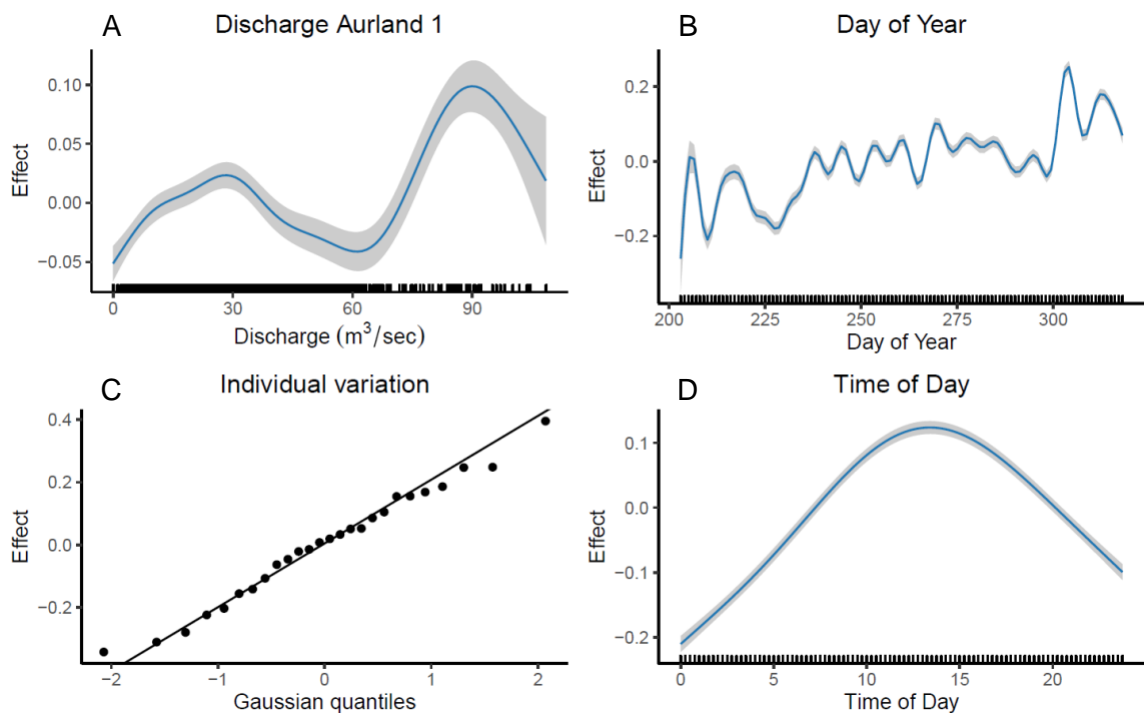 A
Discharge Aurland 1
Effect
0.10
0.05
0.00
−0.05
0
30
60
90
Discharge (m³/sec)
B
Day of Year
Effect
0.2
0.0
−0.2
200
225
250
275
300
Day of Year
C
Individual variation
Effect
0.4
0.2
0.0
−0.2
−2
−1
0
1
2
Gaussian quantiles
D
Time of Day
Effect
0.1
0.0
−0.1
−0.2
0
5
10
15
20
Time of Day